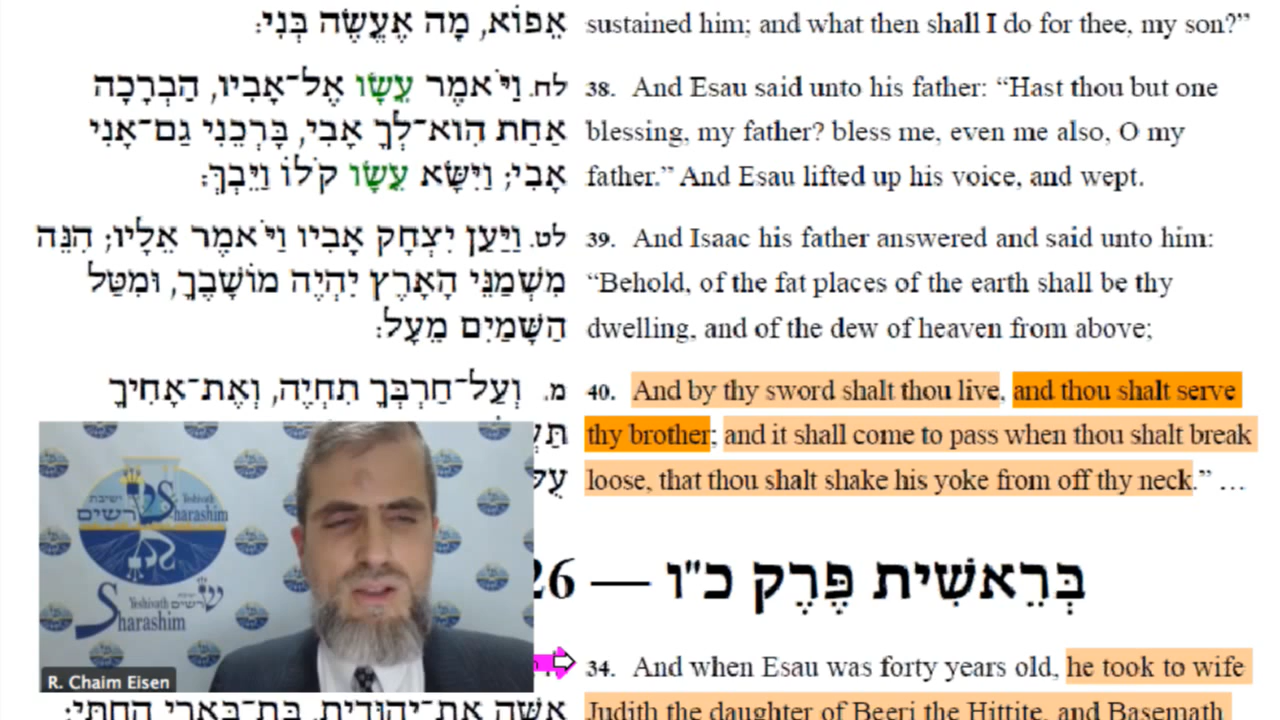 אֵפוֹא, מָה אֶעֱשֶׂה בְּנִי׃
sustained him; and what then shall I do for thee, my son?”
לח. וַיֹּאמֶר עֵשָׂו אֶל־אָבִיו, הַבְרָכָה
אַחַת הִוא־לְךָ אָבִי, בָּרְכֵנִי גַם־אָנִי
אָבִי; וַיִּשָּׂא עֵשָׂו קֹלוֹ וַיֵּבְךְּ׃
38. And Esau said unto his father: “Hast thou but one
blessing, my father? bless me, even me also, O my
father.” And Esau lifted up his voice, and wept.
לט. וַיַּעַן יִצְחָק אָבִיו וַיֹּאמֶר אֵלָיו; הִנֵּה
מִשְׁמַנֵּי הָאָרֶץ יִהְיֶה מוֹשָׁבֶךָ, וּמִטַּל
הַשָּׁמַיִם מֵעָל׃
39. And Isaac his father answered and said unto him:
“Behold, of the fat places of the earth shall be thy
dwelling, and of the dew of heaven from above;
מ. וְעַל־חַרְבְּךָ תִחְיֶה, וְאֶת־אָחִיךָ
40. And by thy sword shalt thou live, and thou shalt serve
thy brother; and it shall come to pass when thou shalt break
loose, that thou shalt shake his yoke from off thy neck.” …
בְּרֵאשִׁית פֶּרֶק כ"ו — 26
34. And when Esau was forty years old, he took to wife
אִשָּׁה אֶת־יְהוּדִית, בַּת־בְּאֵרִי הַחִתִּי;
Judith the daughter of Beeri the Hittite, and Basemath
ישיבת שרשים
Yeshivath Sharashim
Yeshivath שרשים
Sharashim
R. Chaim Eisen